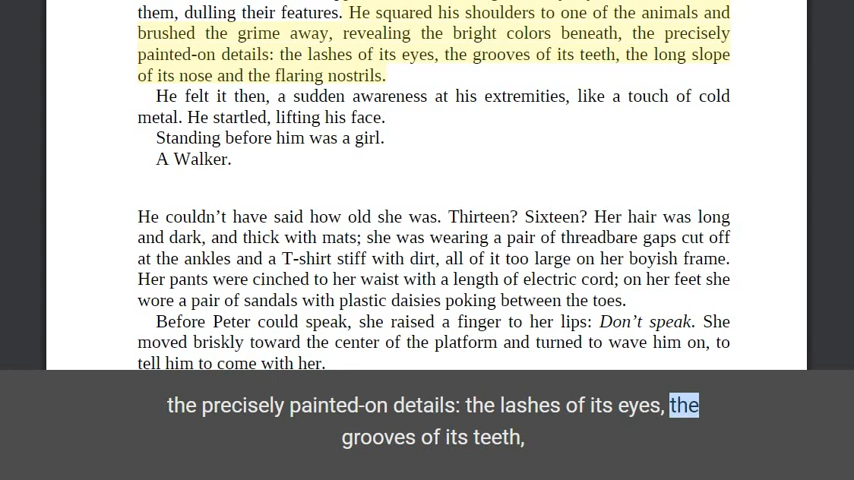 them, dulling their features. He squared his shoulders to one of the animals and
brushed the grime away, revealing the bright colors beneath, the precisely
painted-on details: the lashes of its eyes, the grooves of its teeth, the long slope
of its nose and the flaring nostrils.
He felt it then, a sudden awareness at his extremities, like a touch of cold
metal. He startled, lifting his face.
Standing before him was a girl.
A Walker.
He couldn’t have said how old she was. Thirteen? Sixteen? Her hair was long
and dark, and thick with mats; she was wearing a pair of threadbare gaps cut off
at the ankles and a T-shirt stiff with dirt, all of it too large on her boyish frame.
Her pants were cinched to her waist with a length of electric cord; on her feet she
wore a pair of sandals with plastic daisies poking between the toes.
Before Peter could speak, she raised a finger to her lips: Don’t speak. She
moved briskly toward the center of the platform and turned to wave him on, to
tell him to come with her.
the precisely painted-on details: the lashes of its eyes, the
grooves of its teeth,